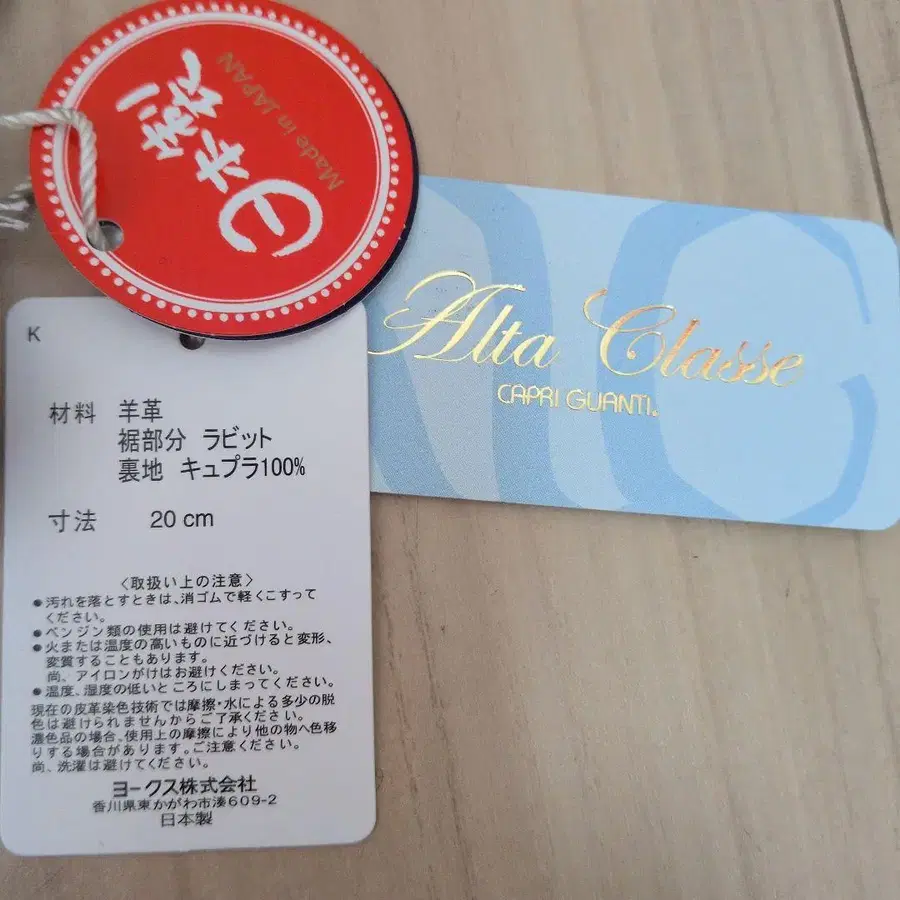 日本製
Made in JAPAN
Alta Classe
CAPRI GUANTI.
K
材料 羊革
裾部分 ラビット
裏地 キュプラ100%
寸法 20 cm
〈取扱い上の注意〉
●汚れを落とすときは、消ゴムで軽くこすって
ください。
●ベンジン類の使用は避けてください。
●火または温度の高いものに近づけると変形、
変質することもあります。
尚、アイロンがけはお避けください。
●温度、湿度の低いところにしまってください。
現在の皮革染色技術では摩擦・水による多少の脱
色は避けられませんからご了承ください。
濃色品の場合、使用上の摩擦により他の物へ色移
りする場合があります。ご注意ください。
尚、洗濯は避けてください。
ヨークス株式会社
香川県東かがわ市湊609-2
日本製